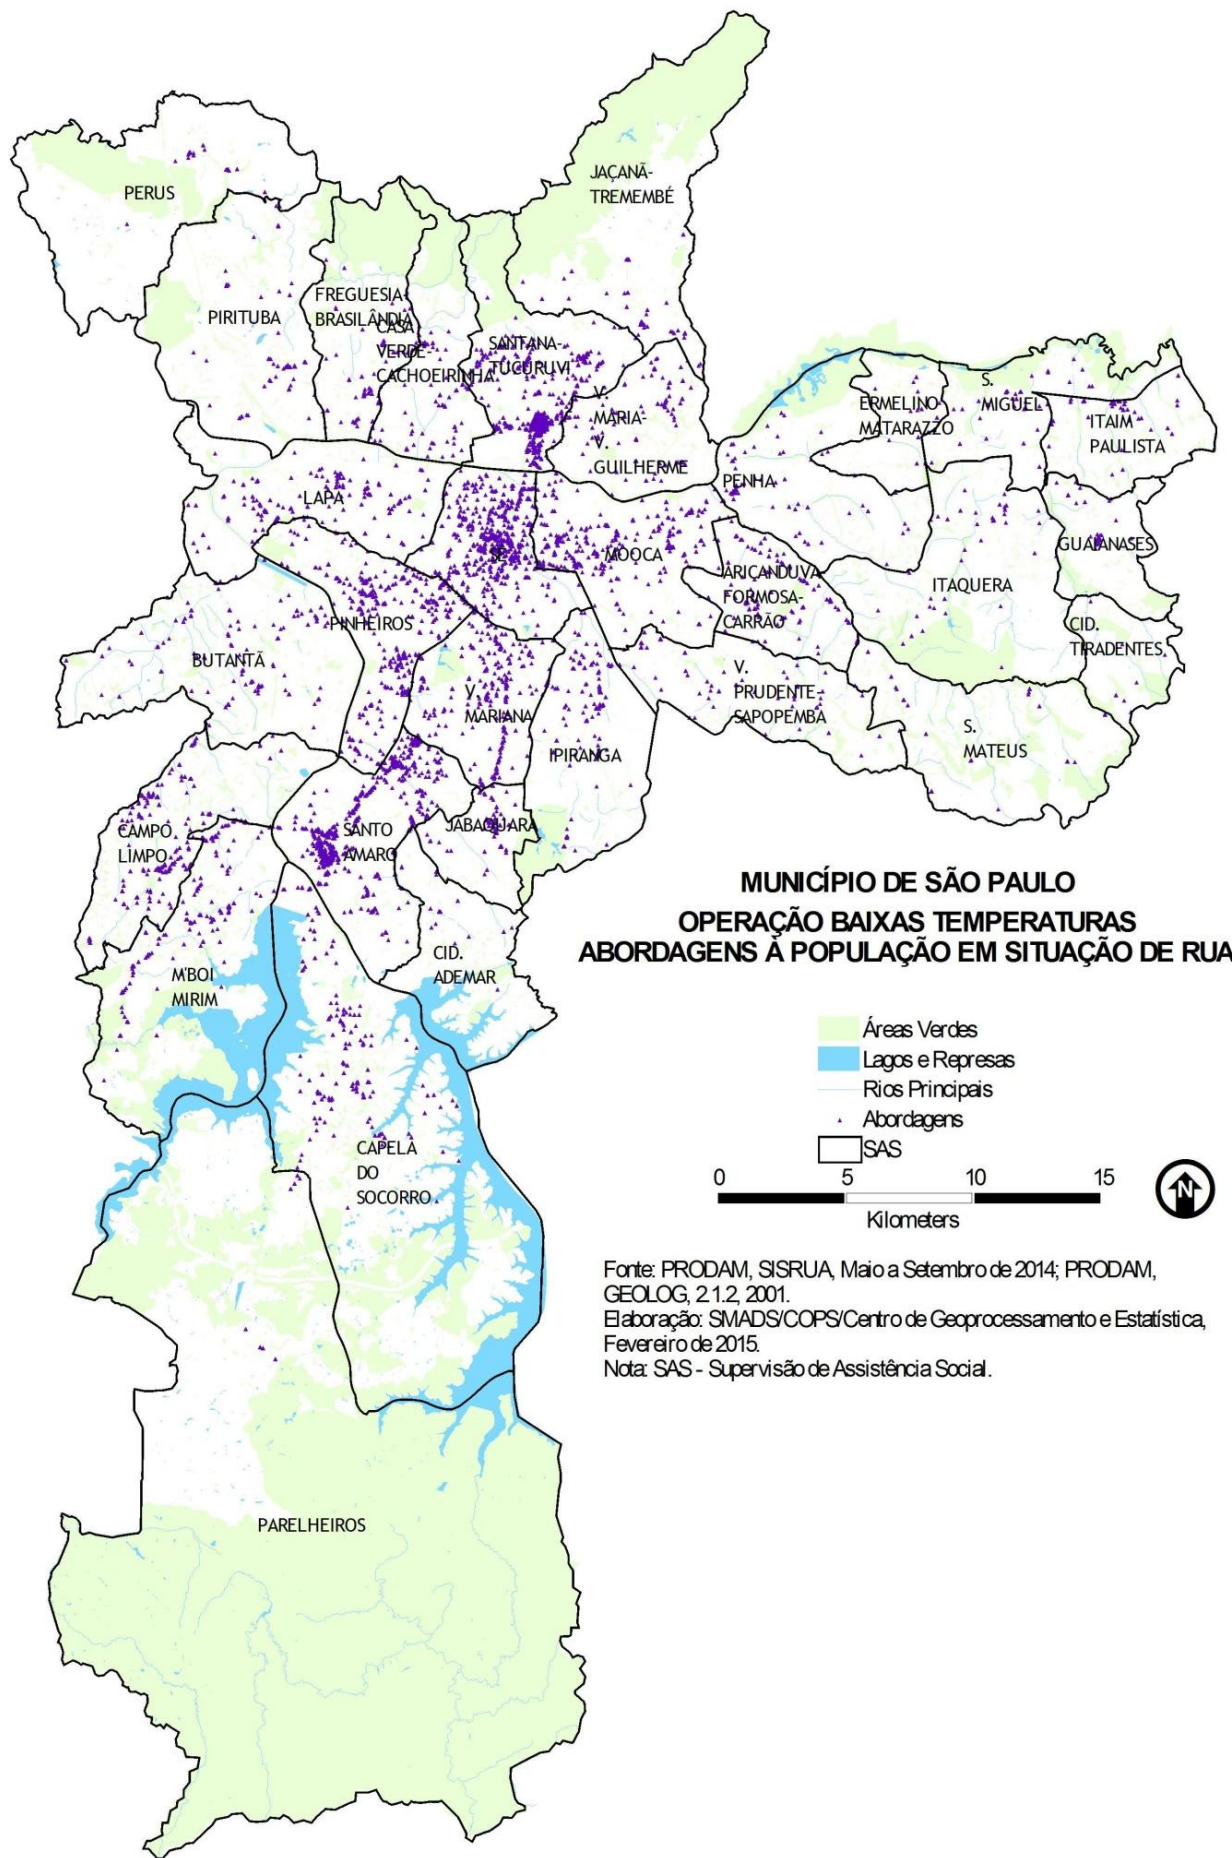 JAÇANÃ-
TREMEMBÉ
PERUS
PIRITUBA
FREGUESIA-
BRASILÂNDIA
CASA
VERDE-
CACHOEIRINHA
SANTANA-
TUCURUVI
V.
MARIA-
V.
GUILHERME
S.
MIGUEL
ERMELINO
MATARAZZO
ITAIM
PAULISTA
LAPA
PENHA
SÉ
MOOCA
GUAIANASES
ARICANDUVA-
FORMOSA-
CARRÃO
ITAQUERA
PINHEIROS
CID.
TIRADENTES
BUTANTÃ
V.
MARIANA
V.
PRUDENTE-
SAPOPEMBA
S.
MATEUS
IPIRANGA
CAMPO
LIMPO
SANTO
AMARO
JABAQUARA
CID.
ADEMAR
M'BOI
MIRIM
CAPELA
DO
SOCORRO
PARELHEIROS
MUNICÍPIO DE SÃO PAULO
OPERAÇÃO BAIXAS TEMPERATURAS
ABORDAGENS À POPULAÇÃO EM SITUAÇÃO DE RUA
Áreas Verdes
Lagos e Represas
Rios Principais
Abordagens
SAS
0 5 10 15
Kilometers
N
Fonte: PRODAM, SISRUA, Maio a Setembro de 2014; PRODAM,
GEOLOG, 2.1.2, 2001.
Elaboração: SMADS/COPS/Centro de Geoprocessamento e Estatística,
Fevereiro de 2015.
Nota: SAS - Supervisão de Assistência Social.